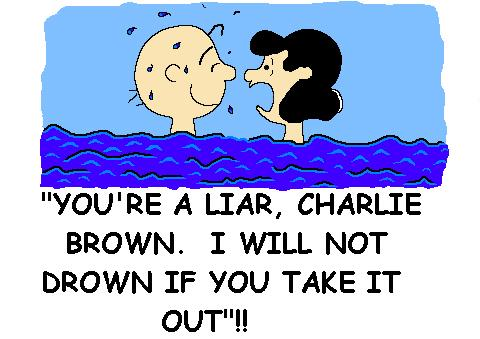 "YOU'RE A LIAR, CHARLIE
BROWN. I WILL NOT
DROWN IF YOU TAKE IT
OUT"!!